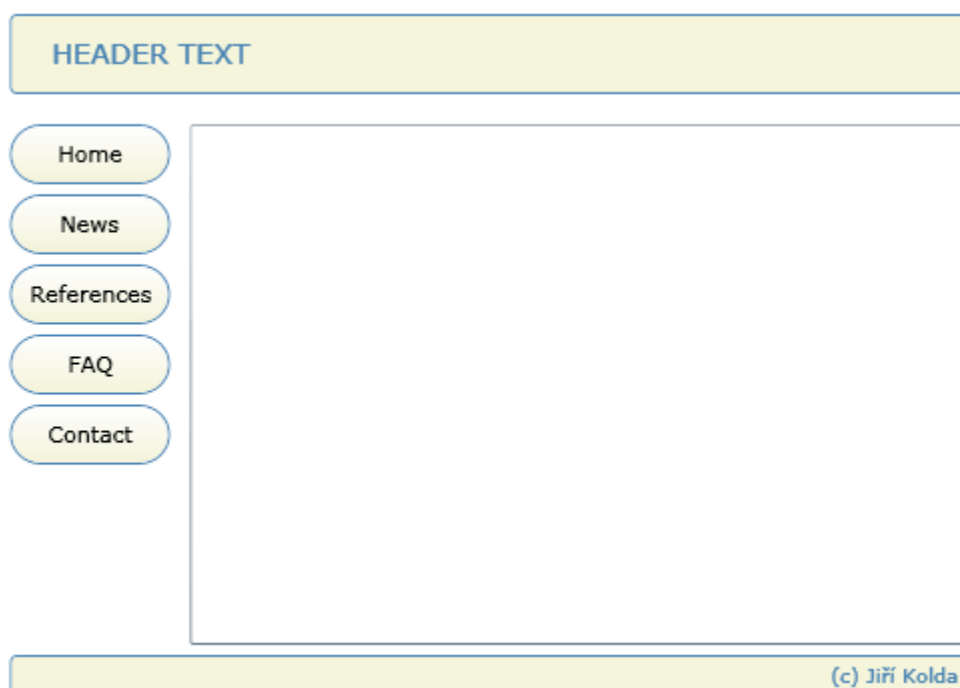 HEADER TEXT
Home
News
References
FAQ
Contact
(c) Jiří Kolda